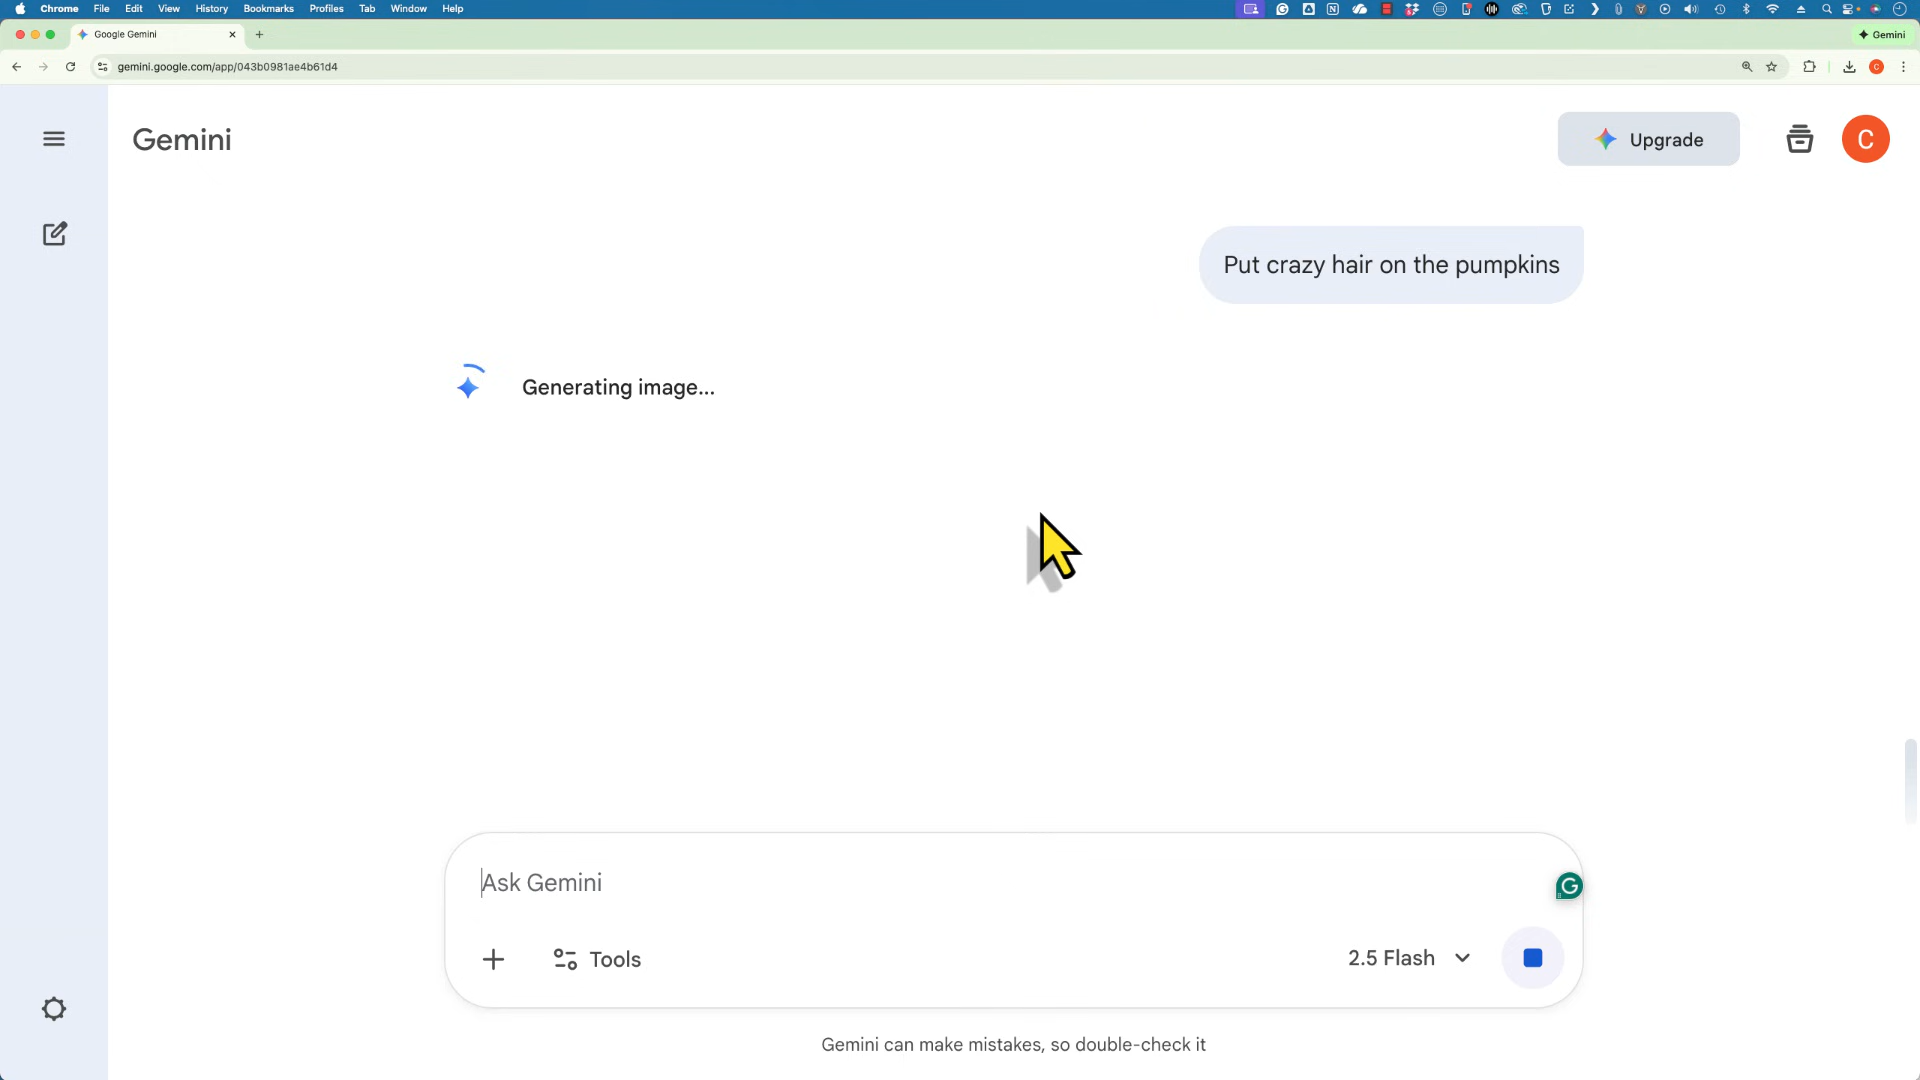 Chrome File Edit View History Bookmarks Profiles Tab Window Help
Google Gemini
Gemini
gemini.google.com/app/043b0981ae4b61d4
C
Gemini
Upgrade
C
Put crazy hair on the pumpkins
Generating image...
Ask Gemini
G
Tools
2.5 Flash
Gemini can make mistakes, so double-check it